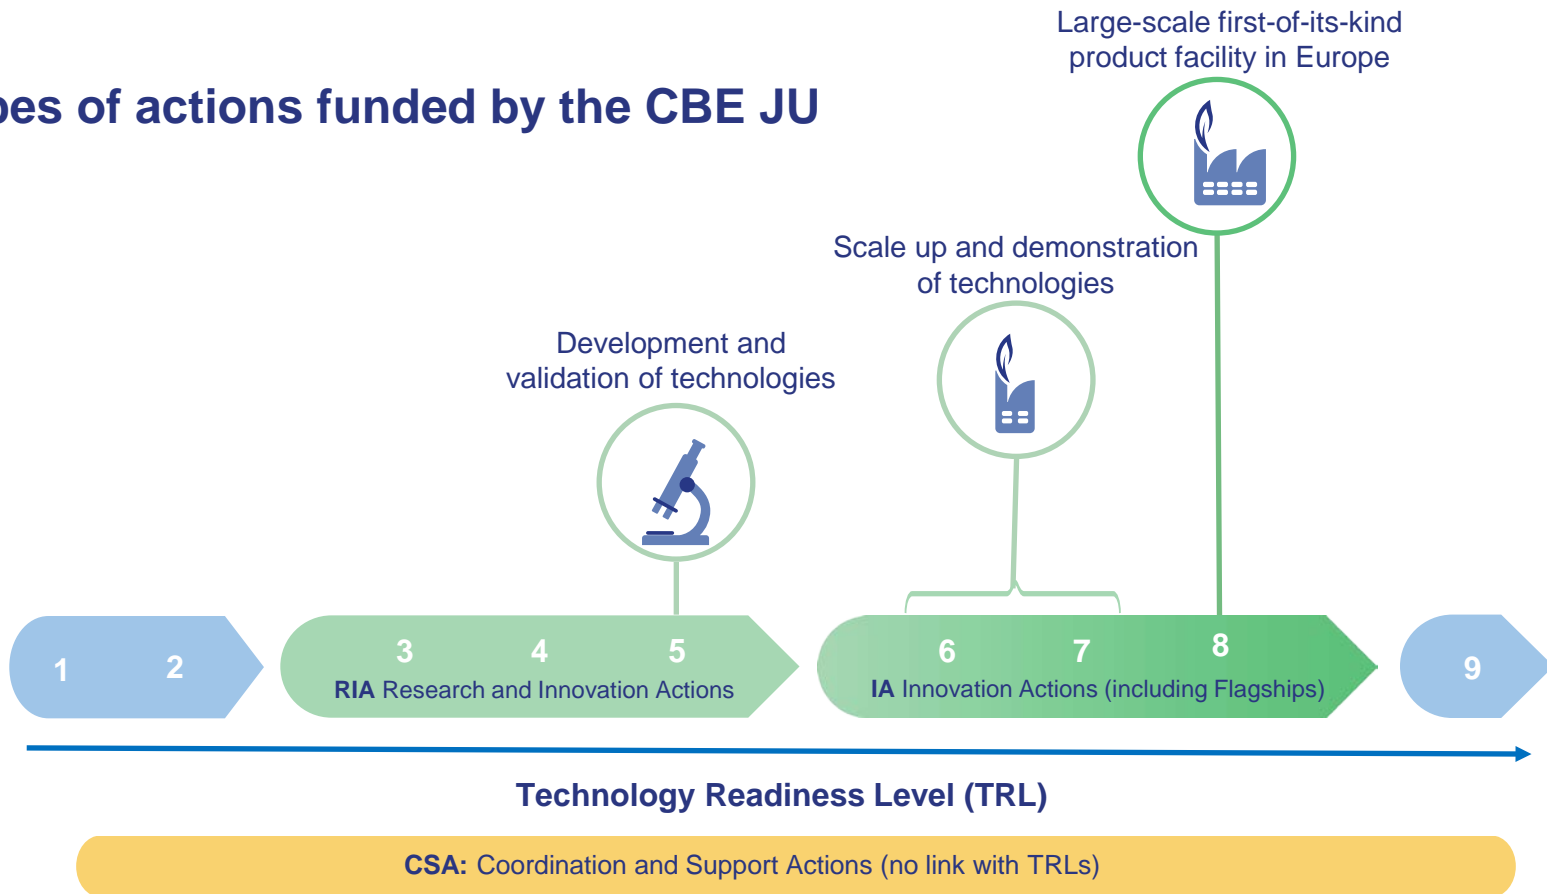 Large-scale first-of-its-kind
product facility in Europe
pes of actions funded by the CBE JU
Scale up and demonstration
of technologies
Development and
validation of technologies
1 2 3 4 5 6 7 8 9
RIA Research and Innovation Actions
IA Innovation Actions (including Flagships)
Technology Readiness Level (TRL)
CSA: Coordination and Support Actions (no link with TRLs)